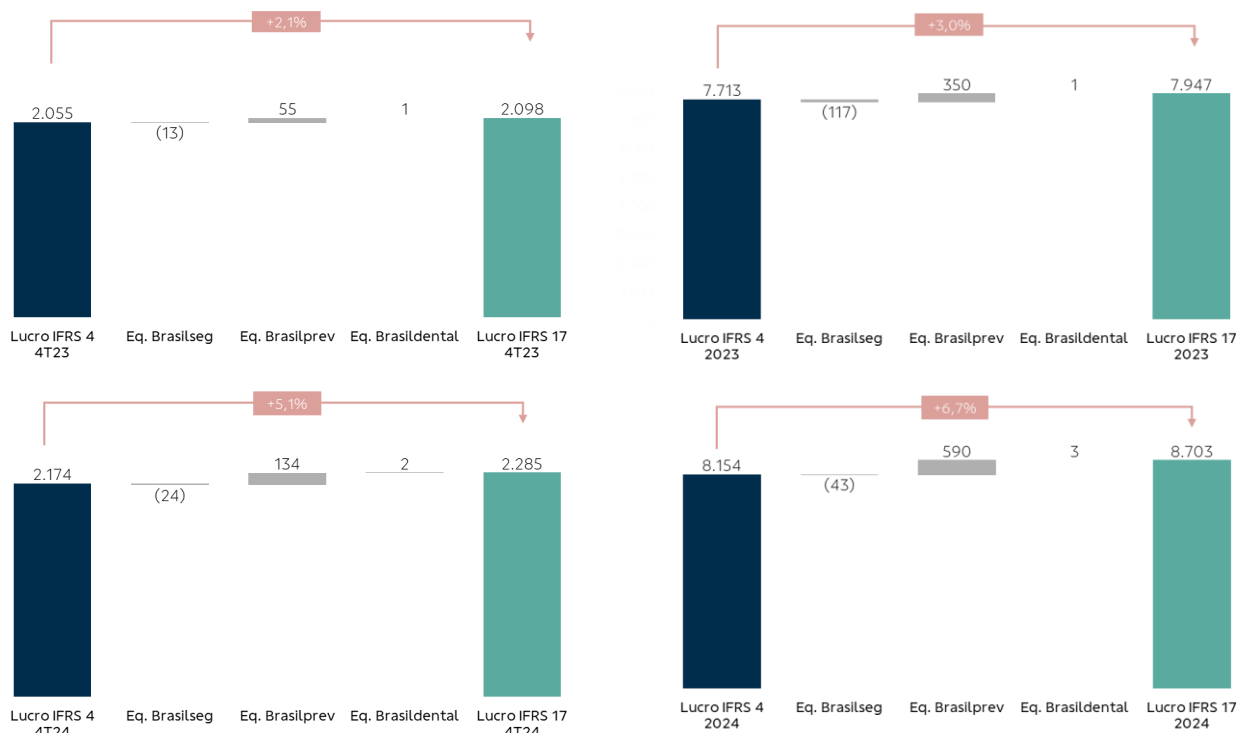 +2,1%
2.055
(13)
55
1
2.098
Lucro IFRS 4
4T23
Eq. Brasilseg
Eq. Brasilprev
Eq. Brasildental
Lucro IFRS 17
4T23
+3,0%
7.713
(117)
350
1
7.947
Lucro IFRS 4
2023
Eq. Brasilseg
Eq. Brasilprev
Eq. Brasildental
Lucro IFRS 17
2023
+5,1%
2.174
(24)
134
2
2.285
Lucro IFRS 4
4T24
Eq. Brasilseg
Eq. Brasilprev
Eq. Brasildental
Lucro IFRS 17
4T24
+6,7%
8.154
(43)
590
3
8.703
Lucro IFRS 4
2024
Eq. Brasilseg
Eq. Brasilprev
Eq. Brasildental
Lucro IFRS 17
2024